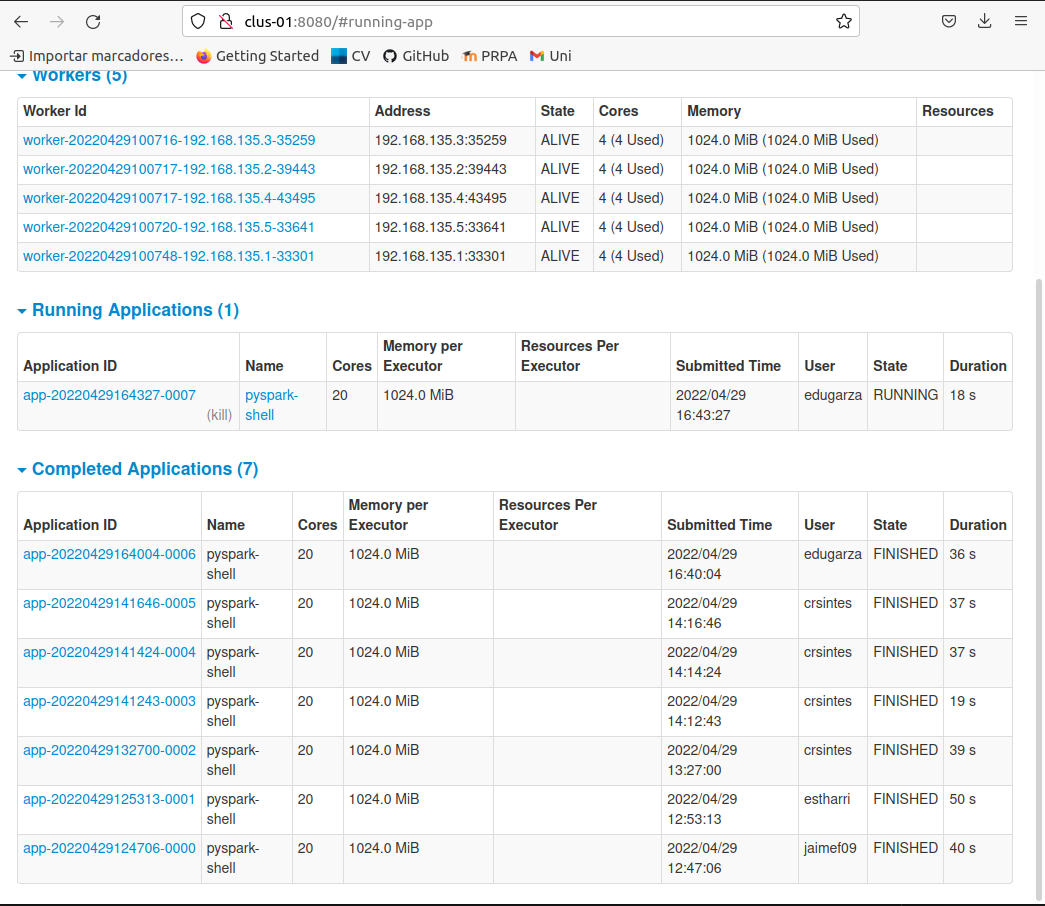 clus-01:8080/#running-app
Importar marcadores… Getting Started CV GitHub PRPA Uni
Workers (5)
Worker Id Address State Cores Memory Resources
worker-20220429100716-192.168.135.3-35259 192.168.135.3:35259 ALIVE 4 (4 Used) 1024.0 MiB (1024.0 MiB Used)
worker-20220429100717-192.168.135.2-39443 192.168.135.2:39443 ALIVE 4 (4 Used) 1024.0 MiB (1024.0 MiB Used)
worker-20220429100717-192.168.135.4-43495 192.168.135.4:43495 ALIVE 4 (4 Used) 1024.0 MiB (1024.0 MiB Used)
worker-20220429100720-192.168.135.5-33641 192.168.135.5:33641 ALIVE 4 (4 Used) 1024.0 MiB (1024.0 MiB Used)
worker-20220429100748-192.168.135.1-33301 192.168.135.1:33301 ALIVE 4 (4 Used) 1024.0 MiB (1024.0 MiB Used)
Running Applications (1)
Memory per Resources Per
Application ID Name Cores Executor Executor Submitted Time User State Duration
app-20220429164327-0007 pyspark- 20 1024.0 MiB 2022/04/29 edugarza RUNNING 18 s
(kill) shell 16:43:27
Completed Applications (7)
Memory per Resources Per
Application ID Name Cores Executor Executor Submitted Time User State Duration
app-20220429164004-0006 pyspark- 20 1024.0 MiB 2022/04/29 edugarza FINISHED 36 s
shell 16:40:04
app-20220429141646-0005 pyspark- 20 1024.0 MiB 2022/04/29 crsintes FINISHED 37 s
shell 14:16:46
app-20220429141424-0004 pyspark- 20 1024.0 MiB 2022/04/29 crsintes FINISHED 37 s
shell 14:14:24
app-20220429141243-0003 pyspark- 20 1024.0 MiB 2022/04/29 crsintes FINISHED 19 s
shell 14:12:43
app-20220429132700-0002 pyspark- 20 1024.0 MiB 2022/04/29 crsintes FINISHED 39 s
shell 13:27:00
app-20220429125313-0001 pyspark- 20 1024.0 MiB 2022/04/29 estharri FINISHED 50 s
shell 12:53:13
app-20220429124706-0000 pyspark- 20 1024.0 MiB 2022/04/29 jaimef09 FINISHED 40 s
shell 12:47:06